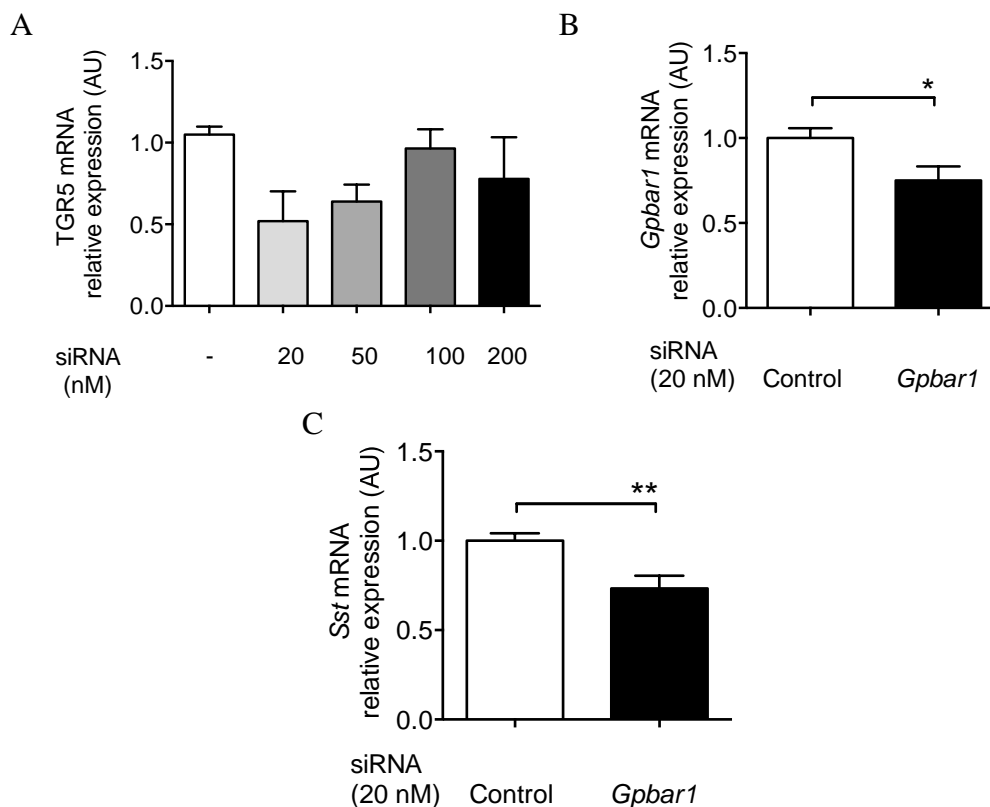 A
TGR5 mRNA
relative expression (AU)
1.5
1.0
0.5
0.0
siRNA
(nM)
- 20 50 100 200
B
Gpbar1 mRNA
relative expression (AU)
1.5
1.0
0.5
0.0
*
siRNA
(20 nM) Control Gpbar1
C
Sst mRNA
relative expression (AU)
1.5
1.0
0.5
0.0
**
siRNA
(20 nM) Control Gpbar1